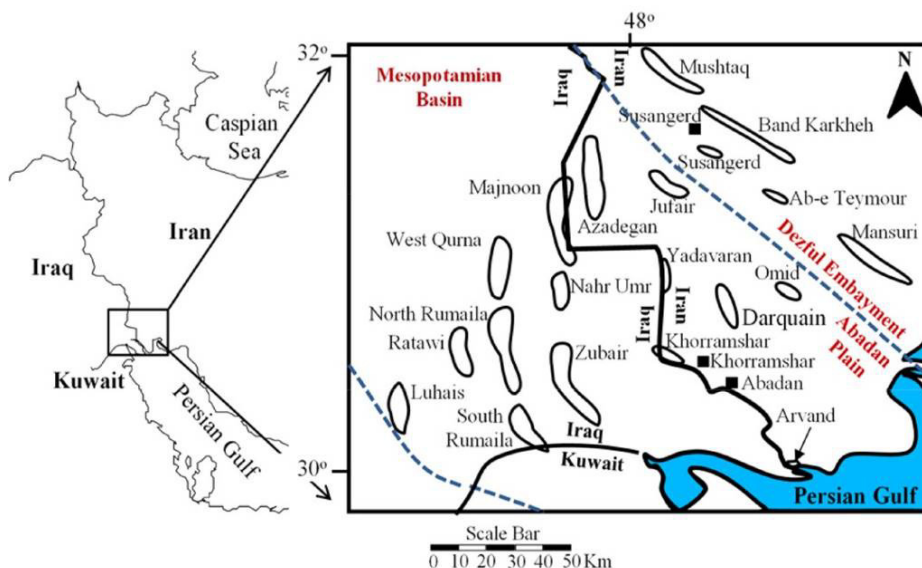 48º
32º
30º
Caspian
Sea
Iran
Iraq
Kuwait
Persian Gulf
Mesopotamian
Basin
Iraq
Iran
N
Mushtaq
Susangerd
Band Karkheh
Susangerd
Majnoon
Jufair
Ab-e Teymour
Azadegan
Mansuri
Dezful Embayment
West Qurna
Yadavaran
Omid
Nahr Umr
Iraq
Iran
Darquain
Abadan
Plain
North Rumaila
Ratawi
Zubair
Khorramshar
Khorramshar
Abadan
Luhais
South
Rumaila
Iraq
Kuwait
Arvand
Persian Gulf
Scale Bar
0 10 20 30 40 50 Km